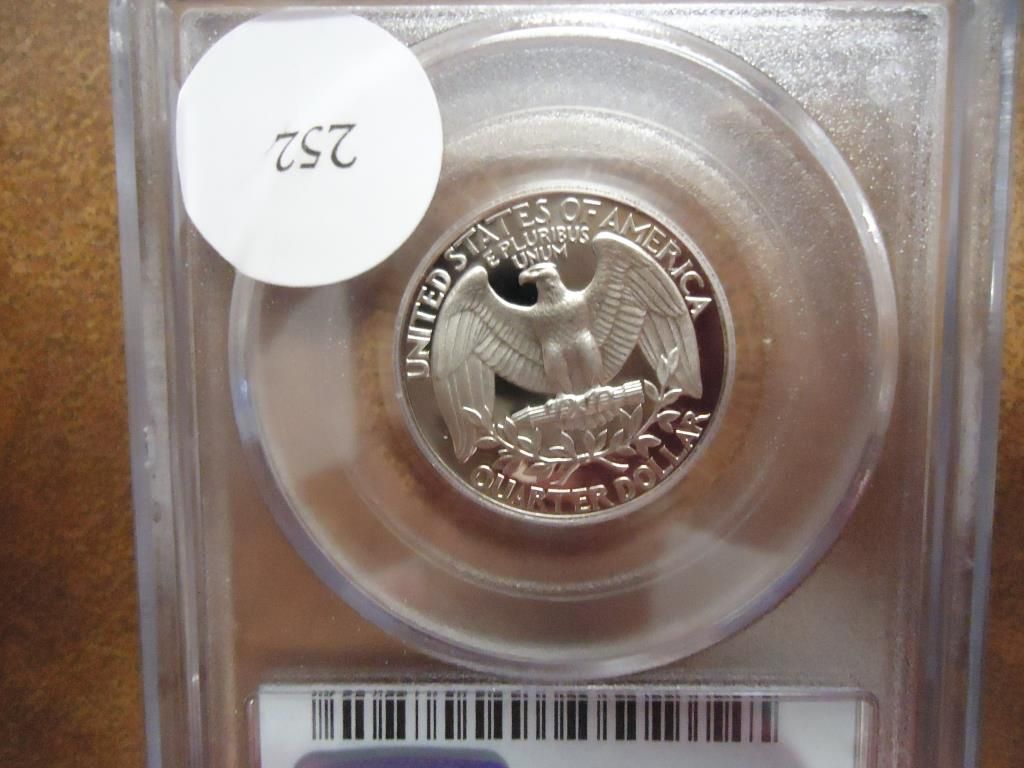 252
UNITED STATES OF AMERICA
E PLURIBUS
UNUM
QUARTER DOLLAR